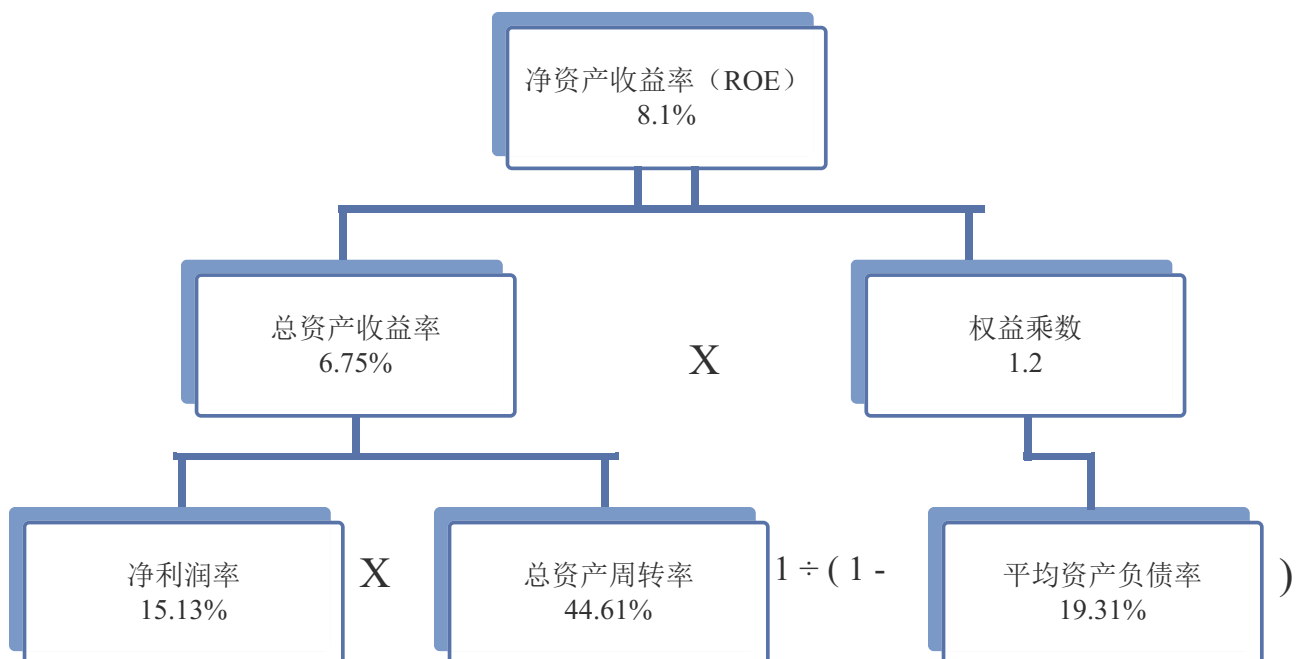 净资产收益率（ROE）
8.1%
总资产收益率
6.75%
X
权益乘数
1.2
净利润率
15.13%
X
总资产周转率
44.61%
1 ÷ ( 1 -
平均资产负债率
19.31%
)